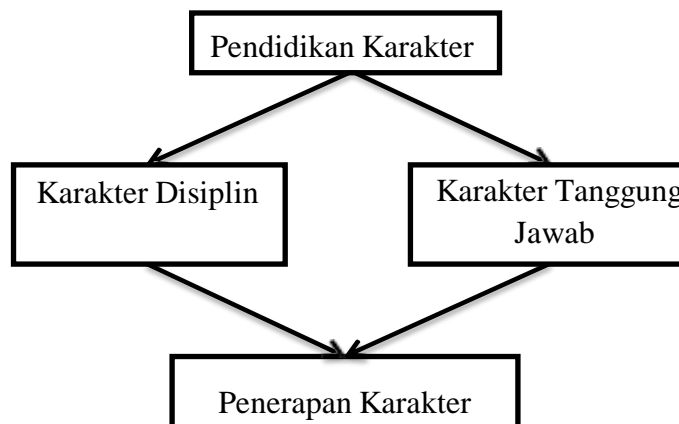 Pendidikan Karakter
Karakter Disiplin
Karakter Tanggung
Jawab
Penerapan Karakter